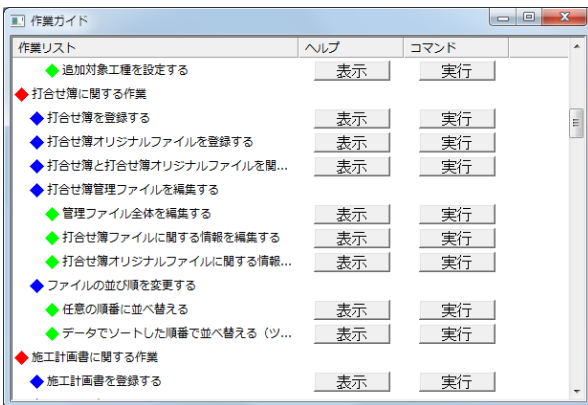 作業ガイド
作業リスト ヘルプ コマンド
追加対象工種を設定する 表示 実行
打合せ簿に関する作業
打合せ簿を登録する 表示 実行
打合せ簿オリジナルファイルを登録する 表示 実行
打合せ簿と打合せ簿オリジナルファイルを関... 表示 実行
打合せ簿管理ファイルを編集する
管理ファイル全体を編集する 表示 実行
打合せ簿ファイルに関する情報を編集する 表示 実行
打合せ簿オリジナルファイルに関する情報... 表示 実行
ファイルの並び順を変更する
任意の順番に並べ替える 表示 実行
データでソートした順番で並べ替える（ツ... 表示 実行
施工計画書に関する作業
施工計画書を登録する 表示 実行